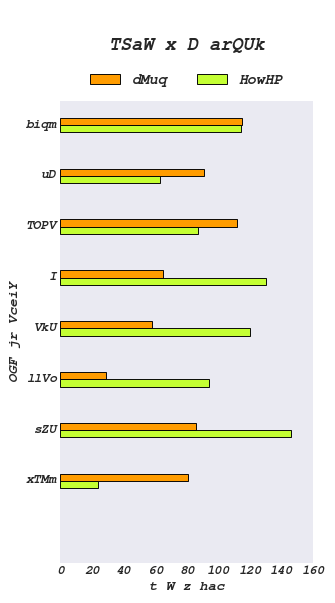 TSaW x D arQUk
dMuq HowHP
biqm
uD
TOPV
I
VkU
llVo
sZU
xTMm
OGF jr VceiY
0 20 40 60 80 100 120 140 160
t W z hac